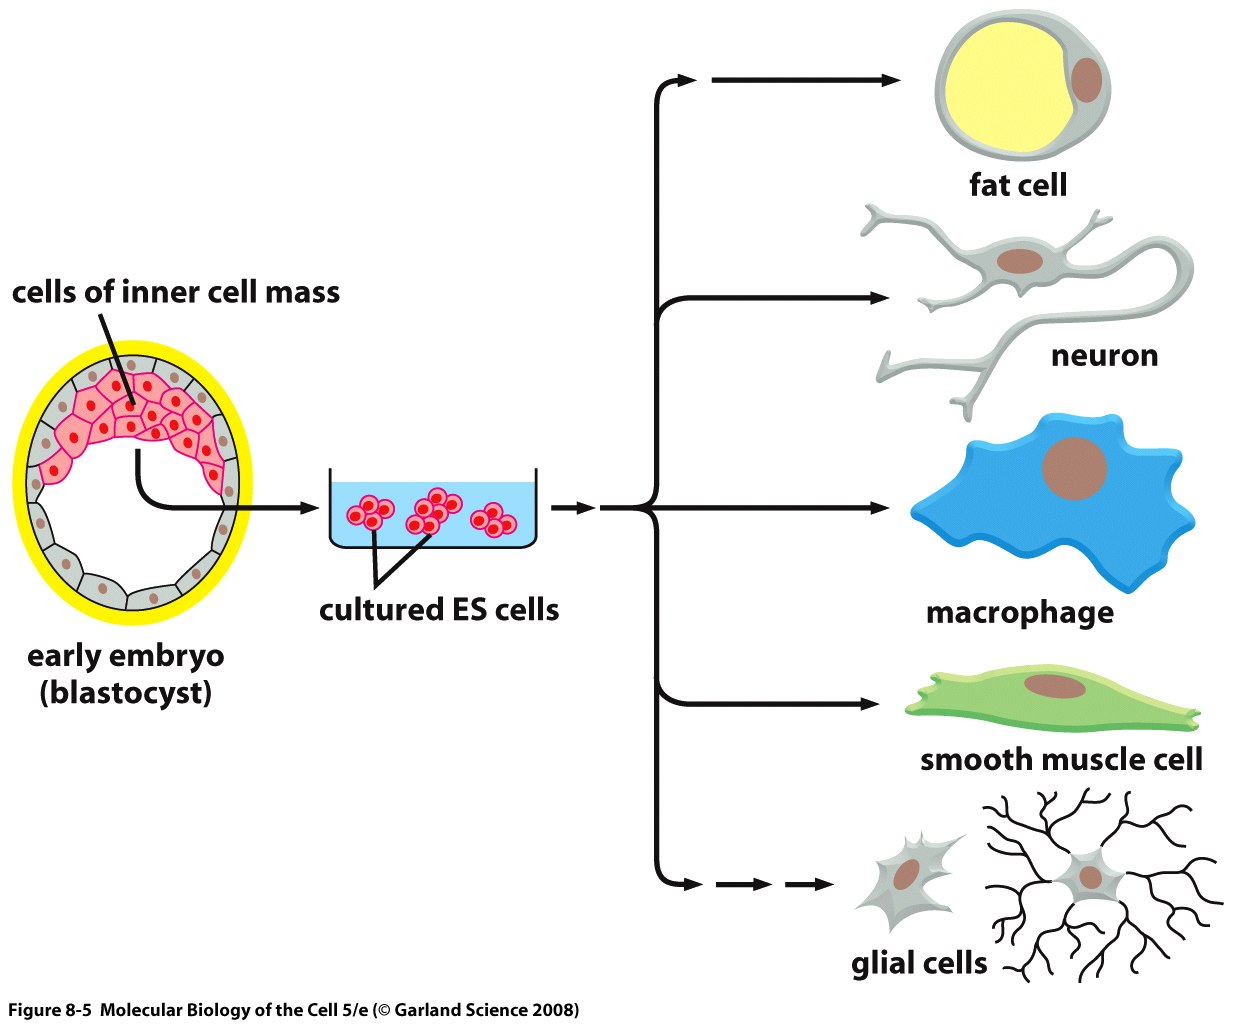 cells of inner cell mass
early embryo
(blastocyst)
cultured ES cells
fat cell
neuron
macrophage
smooth muscle cell
glial cells
Figure 8-5 Molecular Biology of the Cell 5/e (© Garland Science 2008)